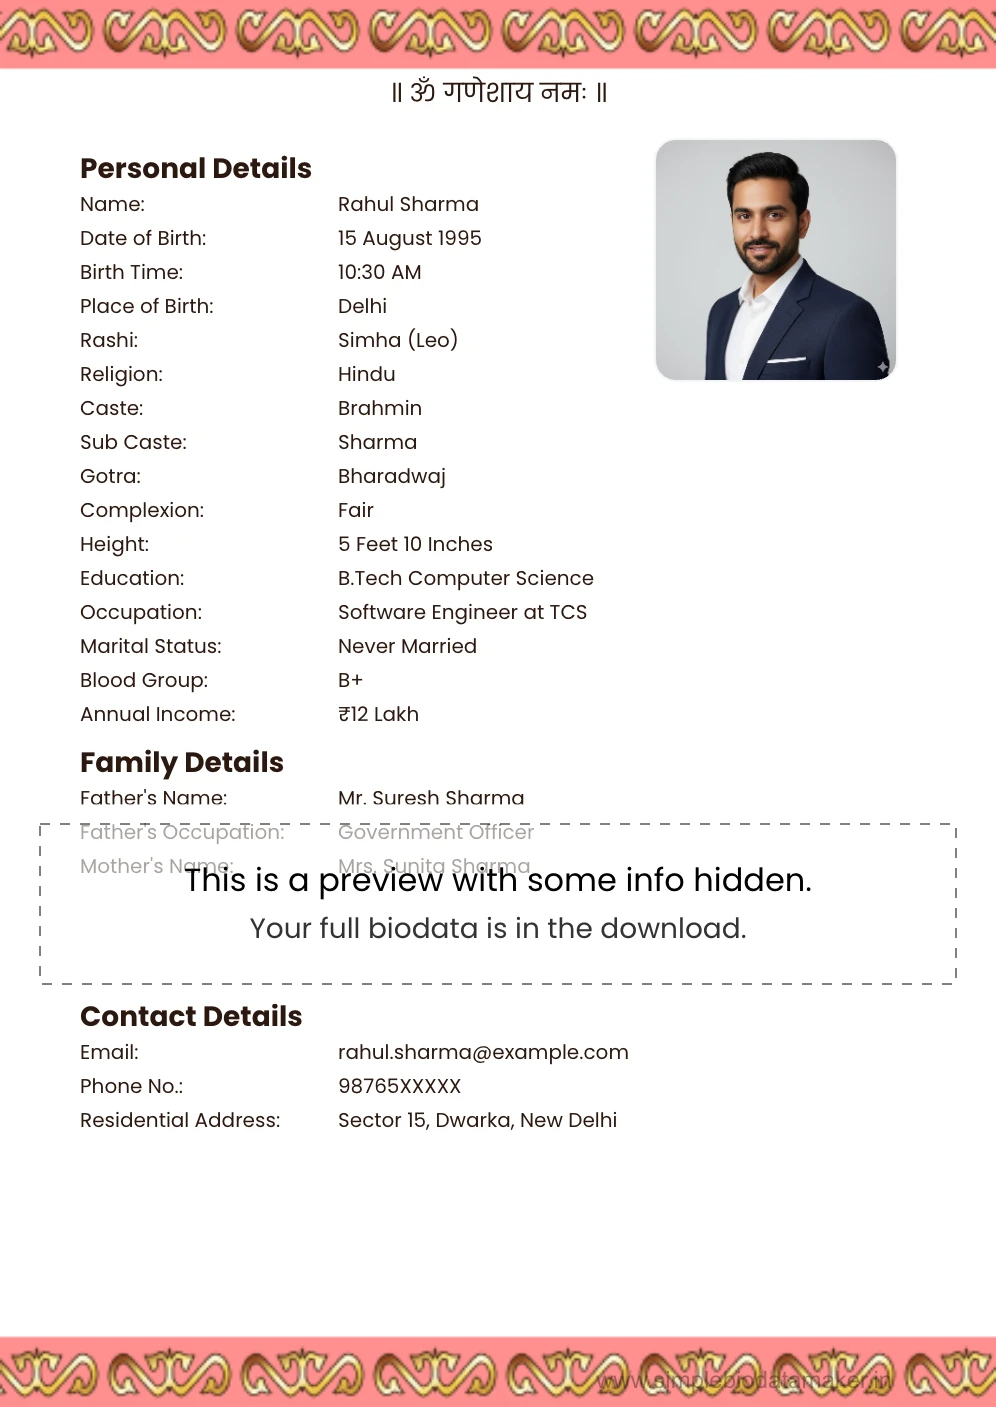 ॥ ॐ गणेशाय नमः ॥
Personal Details
Name: Rahul Sharma
Date of Birth: 15 August 1995
Birth Time: 10:30 AM
Place of Birth: Delhi
Rashi: Simha (Leo)
Religion: Hindu
Caste: Brahmin
Sub Caste: Sharma
Gotra: Bharadwaj
Complexion: Fair
Height: 5 Feet 10 Inches
Education: B.Tech Computer Science
Occupation: Software Engineer at TCS
Marital Status: Never Married
Blood Group: B+
Annual Income: ₹12 Lakh
Family Details
Father's Name: Mr. Suresh Sharma
Father's Occupation: Government Officer
Mother's Name: Mrs. Sunita Sharma
This is a preview with some info hidden.
Your full biodata is in the download.
Contact Details
Email: rahul.sharma@example.com
Phone No.: 98765XXXXX
Residential Address: Sector 15, Dwarka, New Delhi
www.simplebiodatamaker.in